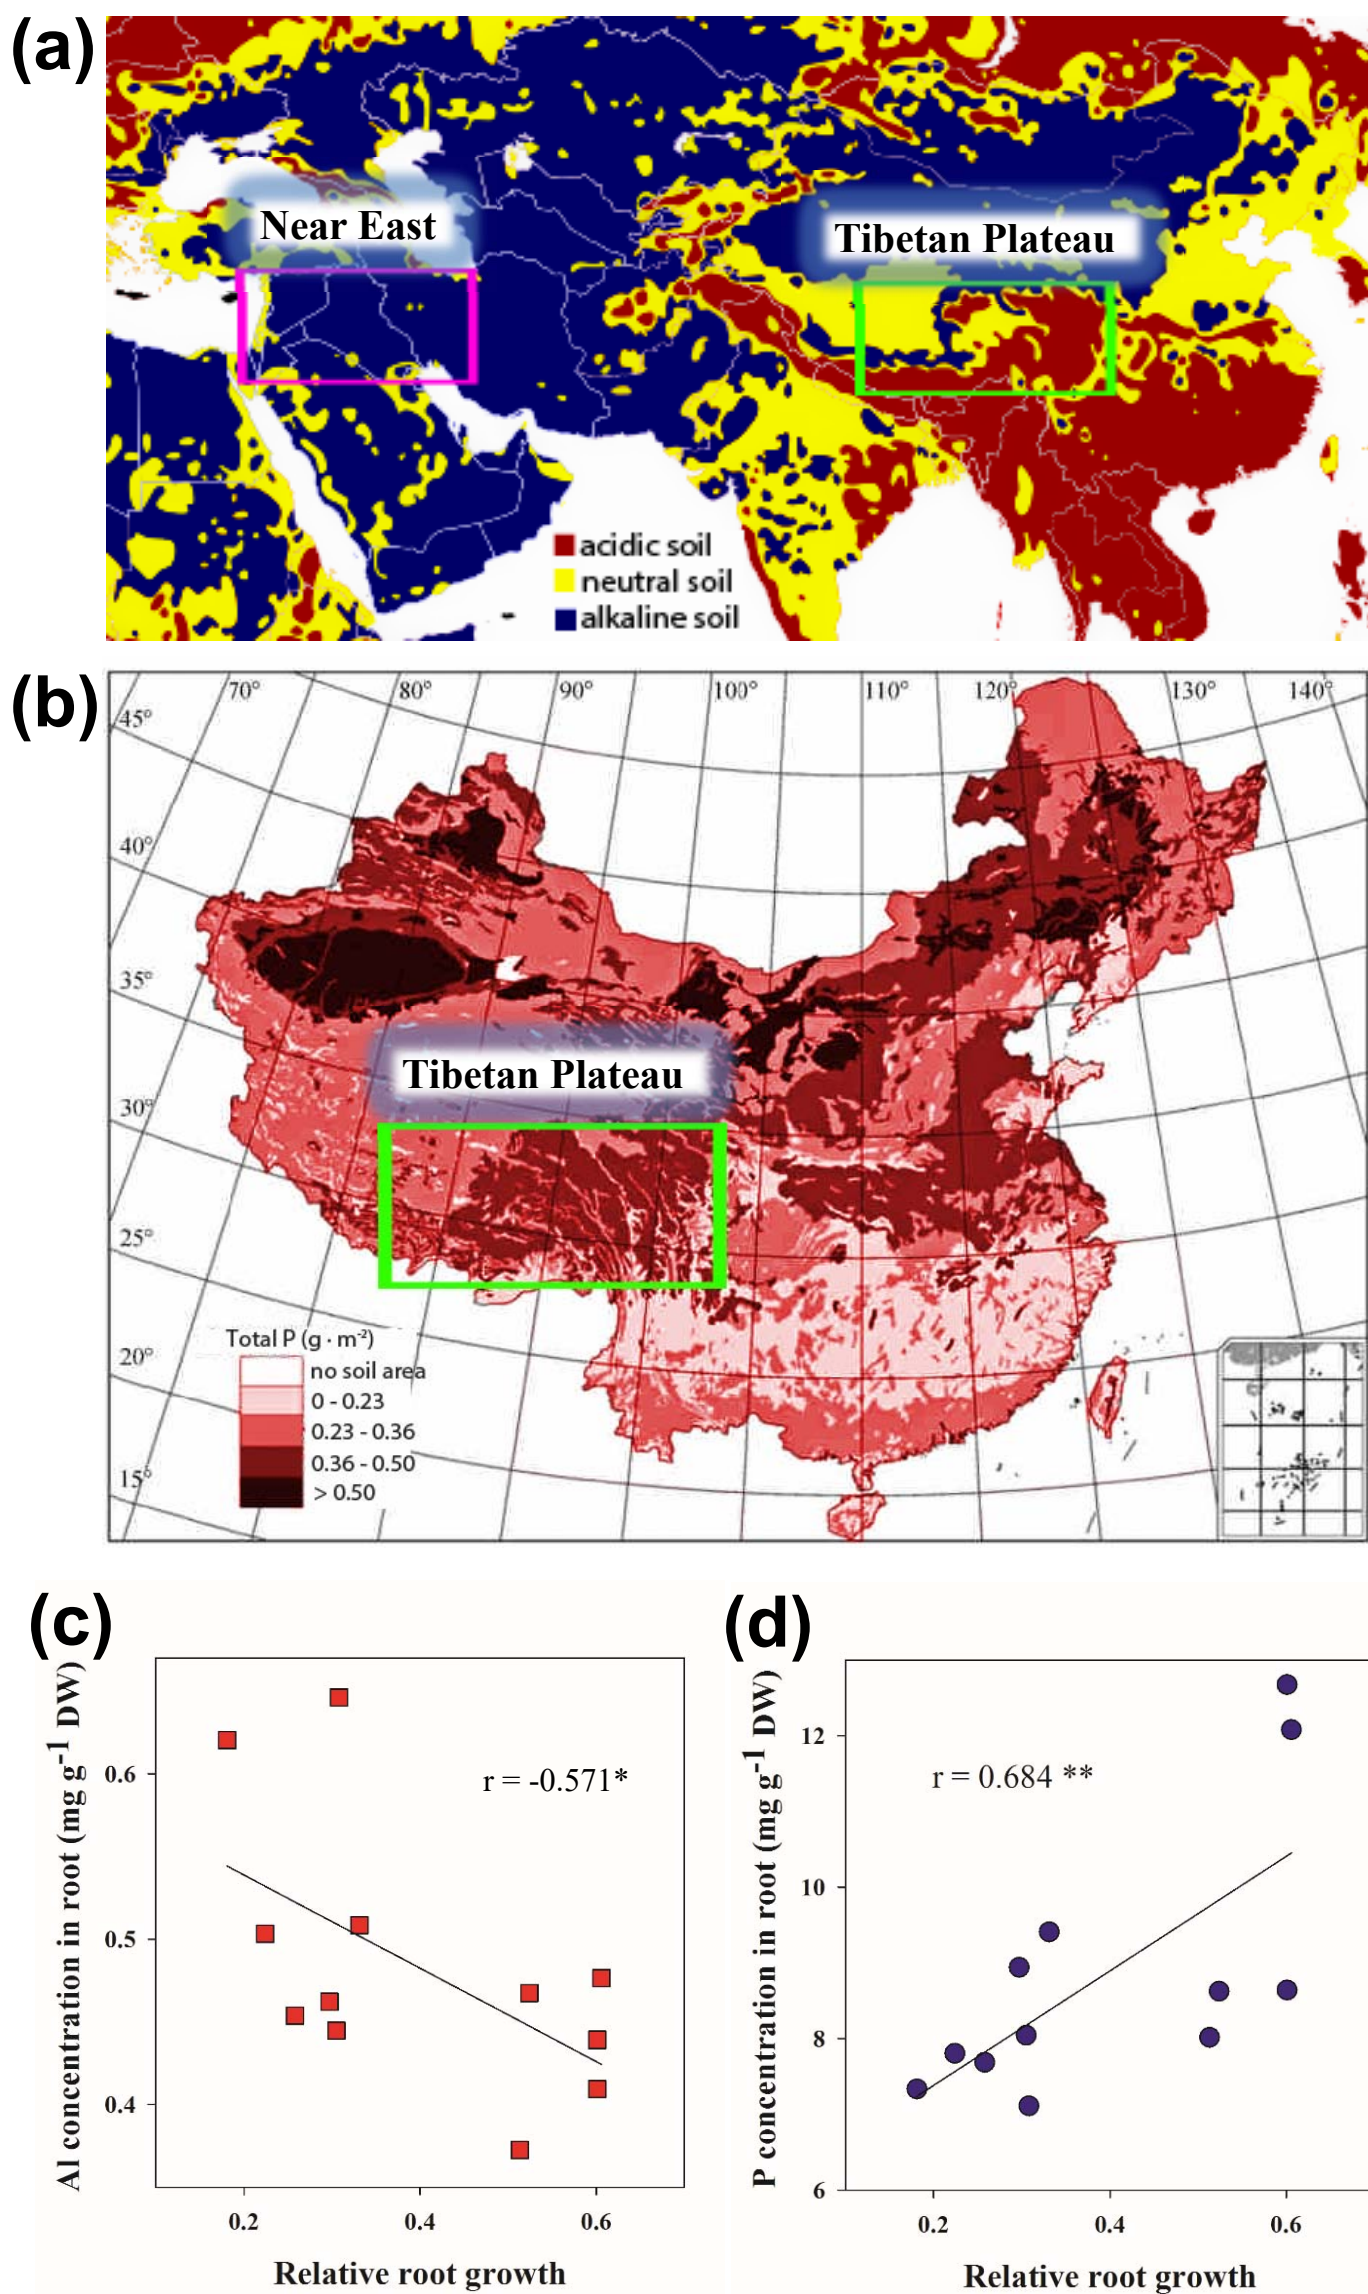 (a)
Near East
Tibetan Plateau
acidic soil
neutral soil
alkaline soil
(b)
70° 80° 90° 100° 110° 120° 130° 140°
45°
40°
35°
30°
25°
20°
15°
Tibetan Plateau
Total P (g · m⁻²)
no soil area
0 - 0.23
0.23 - 0.36
0.36 - 0.50
> 0.50
(c)
Al concentration in root (mg g⁻¹ DW)
0.6
0.5
0.4
r = -0.571*
0.2 0.4 0.6
Relative root growth
(d)
P concentration in root (mg g⁻¹ DW)
12
10
8
6
r = 0.684 **
0.2 0.4 0.6
Relative root growth